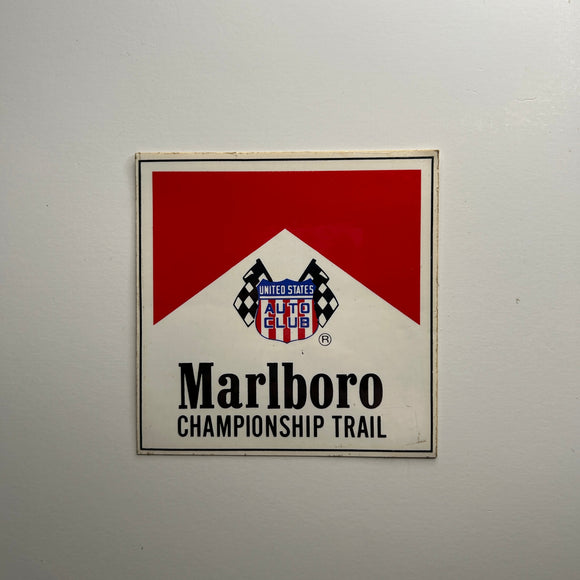 UNITED STATES
AUTO
CLUB
®
Marlboro
CHAMPIONSHIP TRAIL